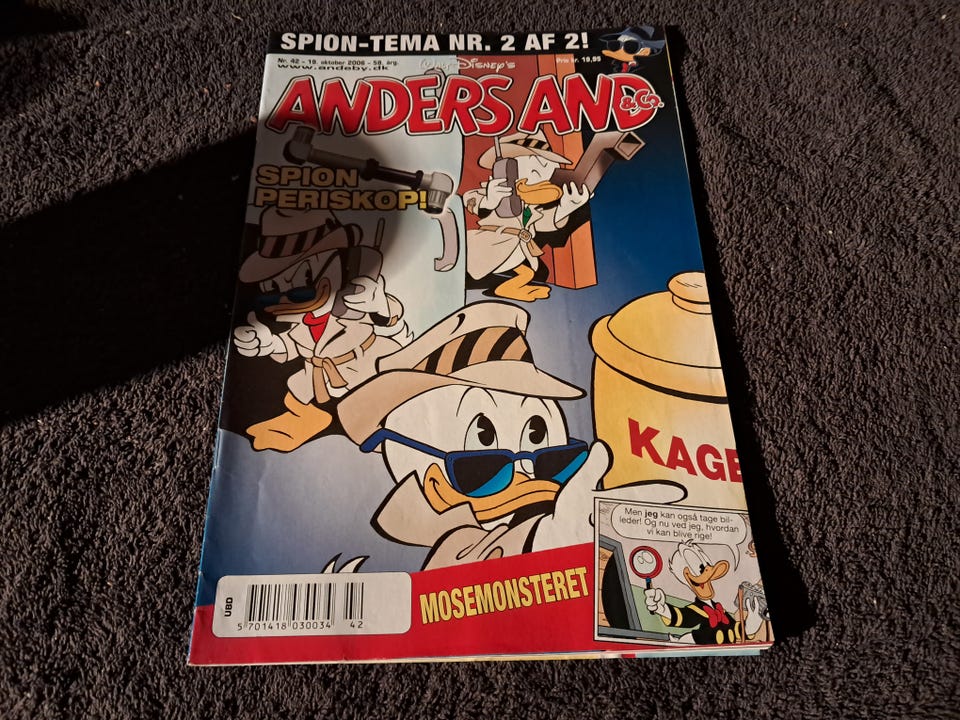 SPION-TEMA NR. 2 AF 2!
Nr. 42 - 19. oktober 2006 - 58. årg.
www.andeby.dk
Walt Disney's
Pris kr. 19,95
ANDERS AND
& Co.
SPION
PERISKOP!
KAGE
Men jeg kan også tage bil-
leder! Og nu ved jeg, hvordan
vi kan blive rige!
MOSEMONSTERET
UBD
5 701418 030034 42